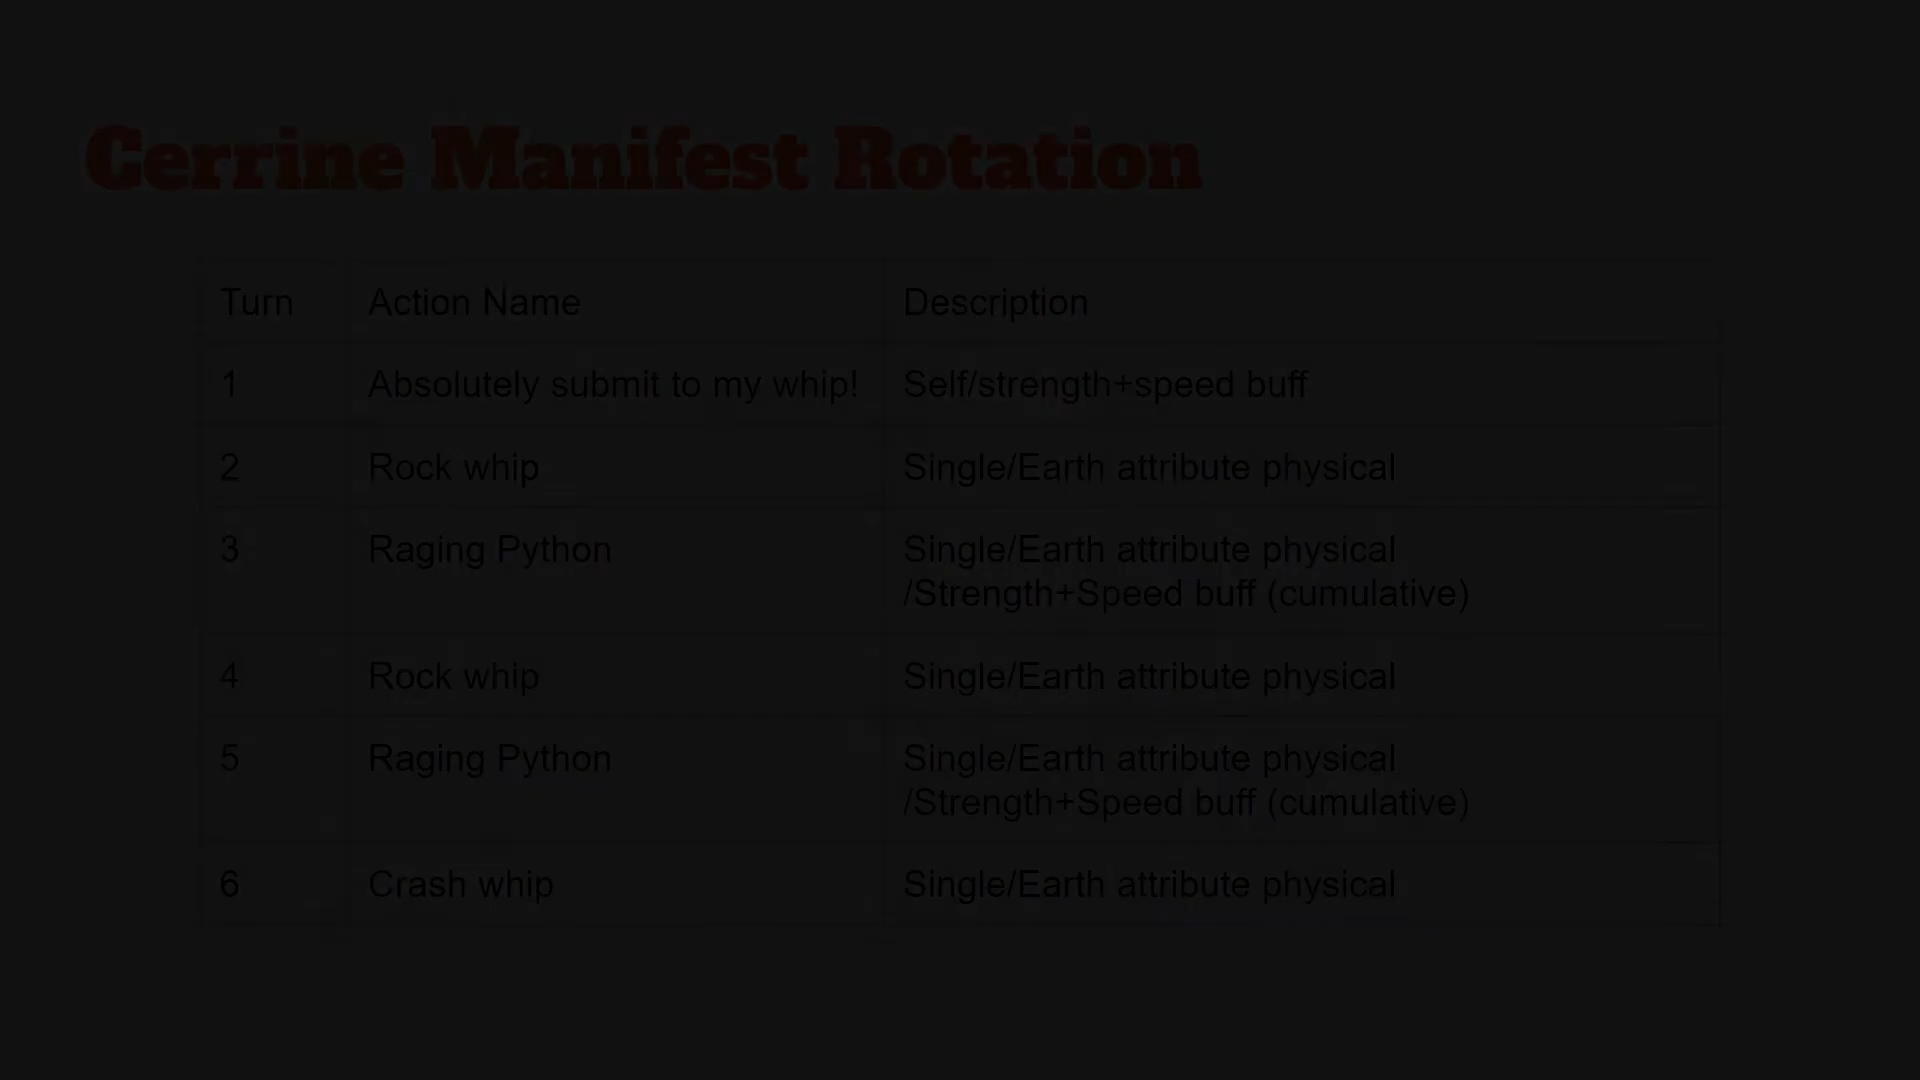 Cerrine Manifest Rotation
Turn Action Name Description
1 Absolutely submit to my whip! Self/strength+speed buff
2 Rock whip Single/Earth attribute physical
3 Raging Python Single/Earth attribute physical
/Strength+Speed buff (cumulative)
4 Rock whip Single/Earth attribute physical
5 Raging Python Single/Earth attribute physical
/Strength+Speed buff (cumulative)
6 Crash whip Single/Earth attribute physical